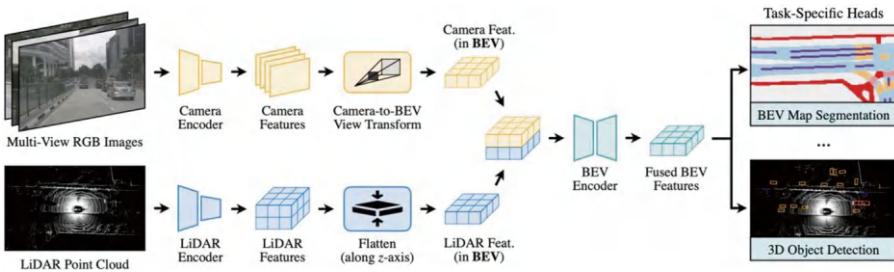 Multi-View RGB Images
Camera
Encoder
Camera
Features
Camera-to-BEV
View Transform
Camera Feat.
(in BEV)
LiDAR Point Cloud
LiDAR
Encoder
LiDAR
Features
Flatten
(along z-axis)
LiDAR Feat.
(in BEV)
BEV
Encoder
Fused BEV
Features
Task-Specific Heads
BEV Map Segmentation
...
3D Object Detection